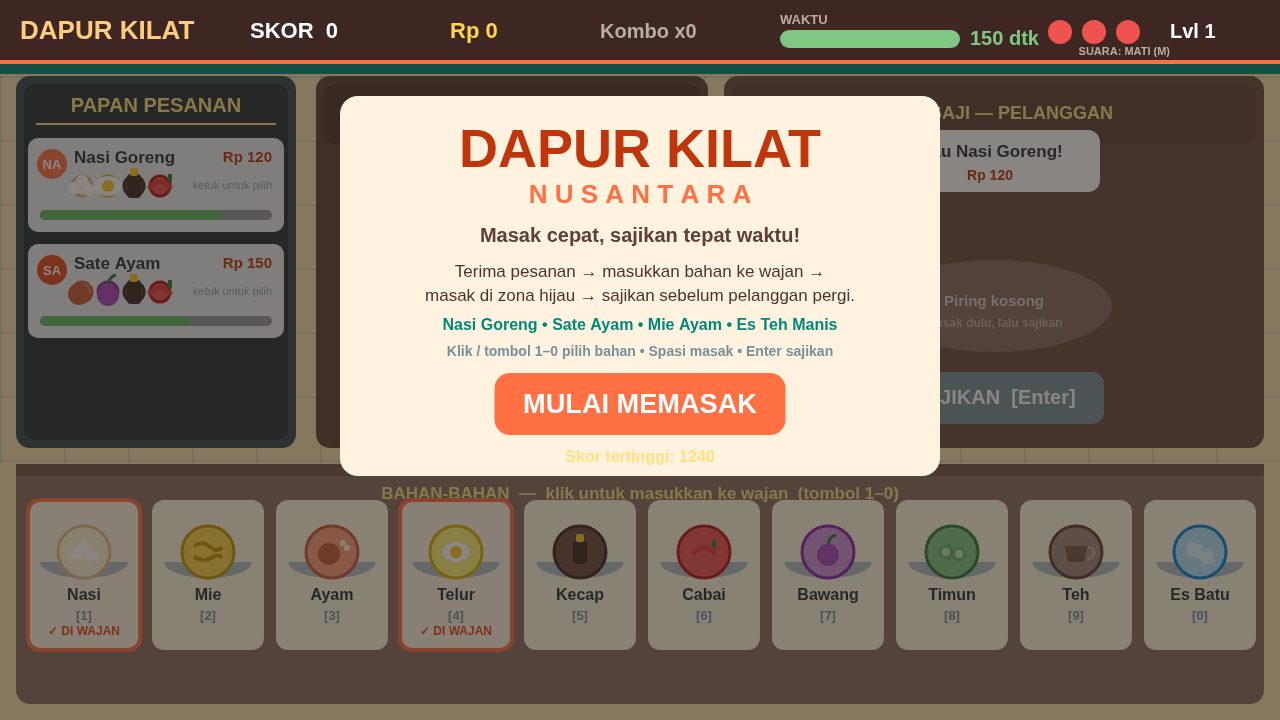 DAPUR KILAT
SKOR 0
Rp 0
Kombo x0
WAKTU
150 dtk
SUARA: MATI (M)
Lvl 1
PAPAN PESANAN
NA
Nasi Goreng
Rp 120
ketuk untuk pilih
SA
Sate Ayam
Rp 150
ketuk untuk pilih
DAPUR KILAT
NUSANTARA
Masak cepat, sajikan tepat waktu!
Terima pesanan → masukkan bahan ke wajan →
masak di zona hijau → sajikan sebelum pelanggan pergi.
Nasi Goreng • Sate Ayam • Mie Ayam • Es Teh Manis
Klik / tombol 1–0 pilih bahan • Spasi masak • Enter sajikan
MULAI MEMASAK
Skor tertinggi: 1240
AJI — PELANGGAN
u Nasi Goreng!
Rp 120
Piring kosong
asak dulu, lalu sajikan
JIKAN [Enter]
BAHAN-BAHAN — klik untuk masukkan ke wajan (tombol 1–0)
Nasi
[1]
✓ DI WAJAN
Mie
[2]
Ayam
[3]
Telur
[4]
✓ DI WAJAN
Kecap
[5]
Cabai
[6]
Bawang
[7]
Timun
[8]
Teh
[9]
Es Batu
[0]